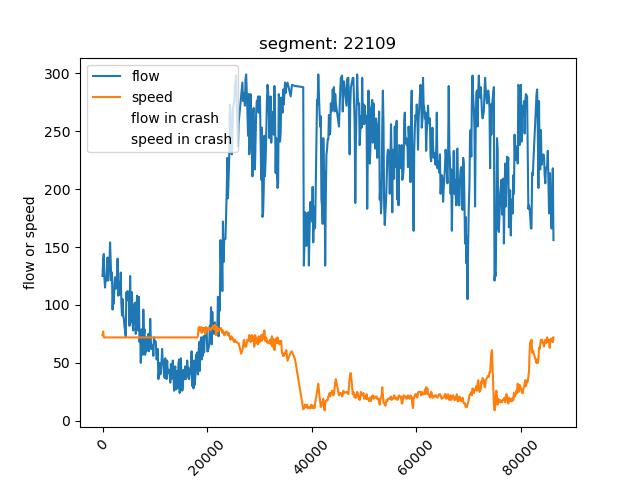 segment: 22109
flow
speed
flow in crash
speed in crash
flow or speed
300
250
200
150
100
50
0
0
20000
40000
60000
80000